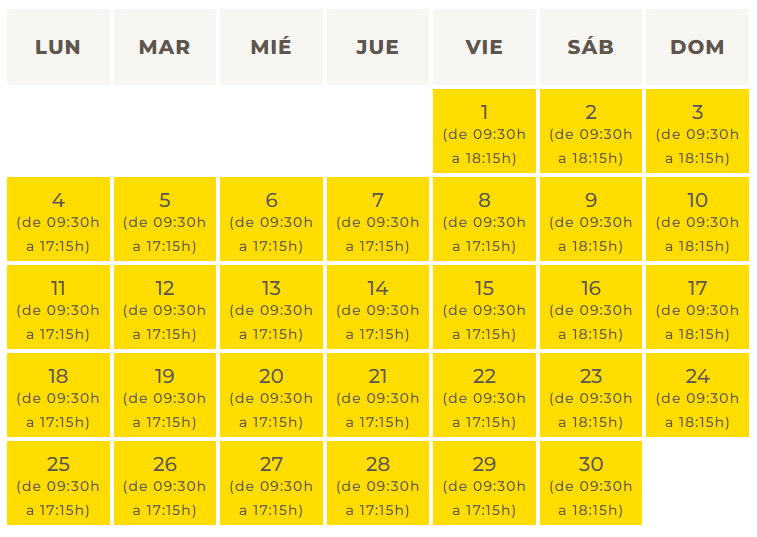 LUN MAR MIÉ JUE VIE SÁB DOM
1 2 3
(de 09:30h (de 09:30h (de 09:30h
a 18:15h) a 18:15h) a 18:15h)
4 5 6 7 8 9 10
(de 09:30h (de 09:30h (de 09:30h (de 09:30h (de 09:30h (de 09:30h (de 09:30h
a 17:15h) a 17:15h) a 17:15h) a 17:15h) a 17:15h) a 18:15h) a 18:15h)
11 12 13 14 15 16 17
(de 09:30h (de 09:30h (de 09:30h (de 09:30h (de 09:30h (de 09:30h (de 09:30h
a 17:15h) a 17:15h) a 17:15h) a 17:15h) a 17:15h) a 18:15h) a 18:15h)
18 19 20 21 22 23 24
(de 09:30h (de 09:30h (de 09:30h (de 09:30h (de 09:30h (de 09:30h (de 09:30h
a 17:15h) a 17:15h) a 17:15h) a 17:15h) a 17:15h) a 18:15h) a 18:15h)
25 26 27 28 29 30
(de 09:30h (de 09:30h (de 09:30h (de 09:30h (de 09:30h (de 09:30h
a 17:15h) a 17:15h) a 17:15h) a 17:15h) a 17:15h) a 18:15h)